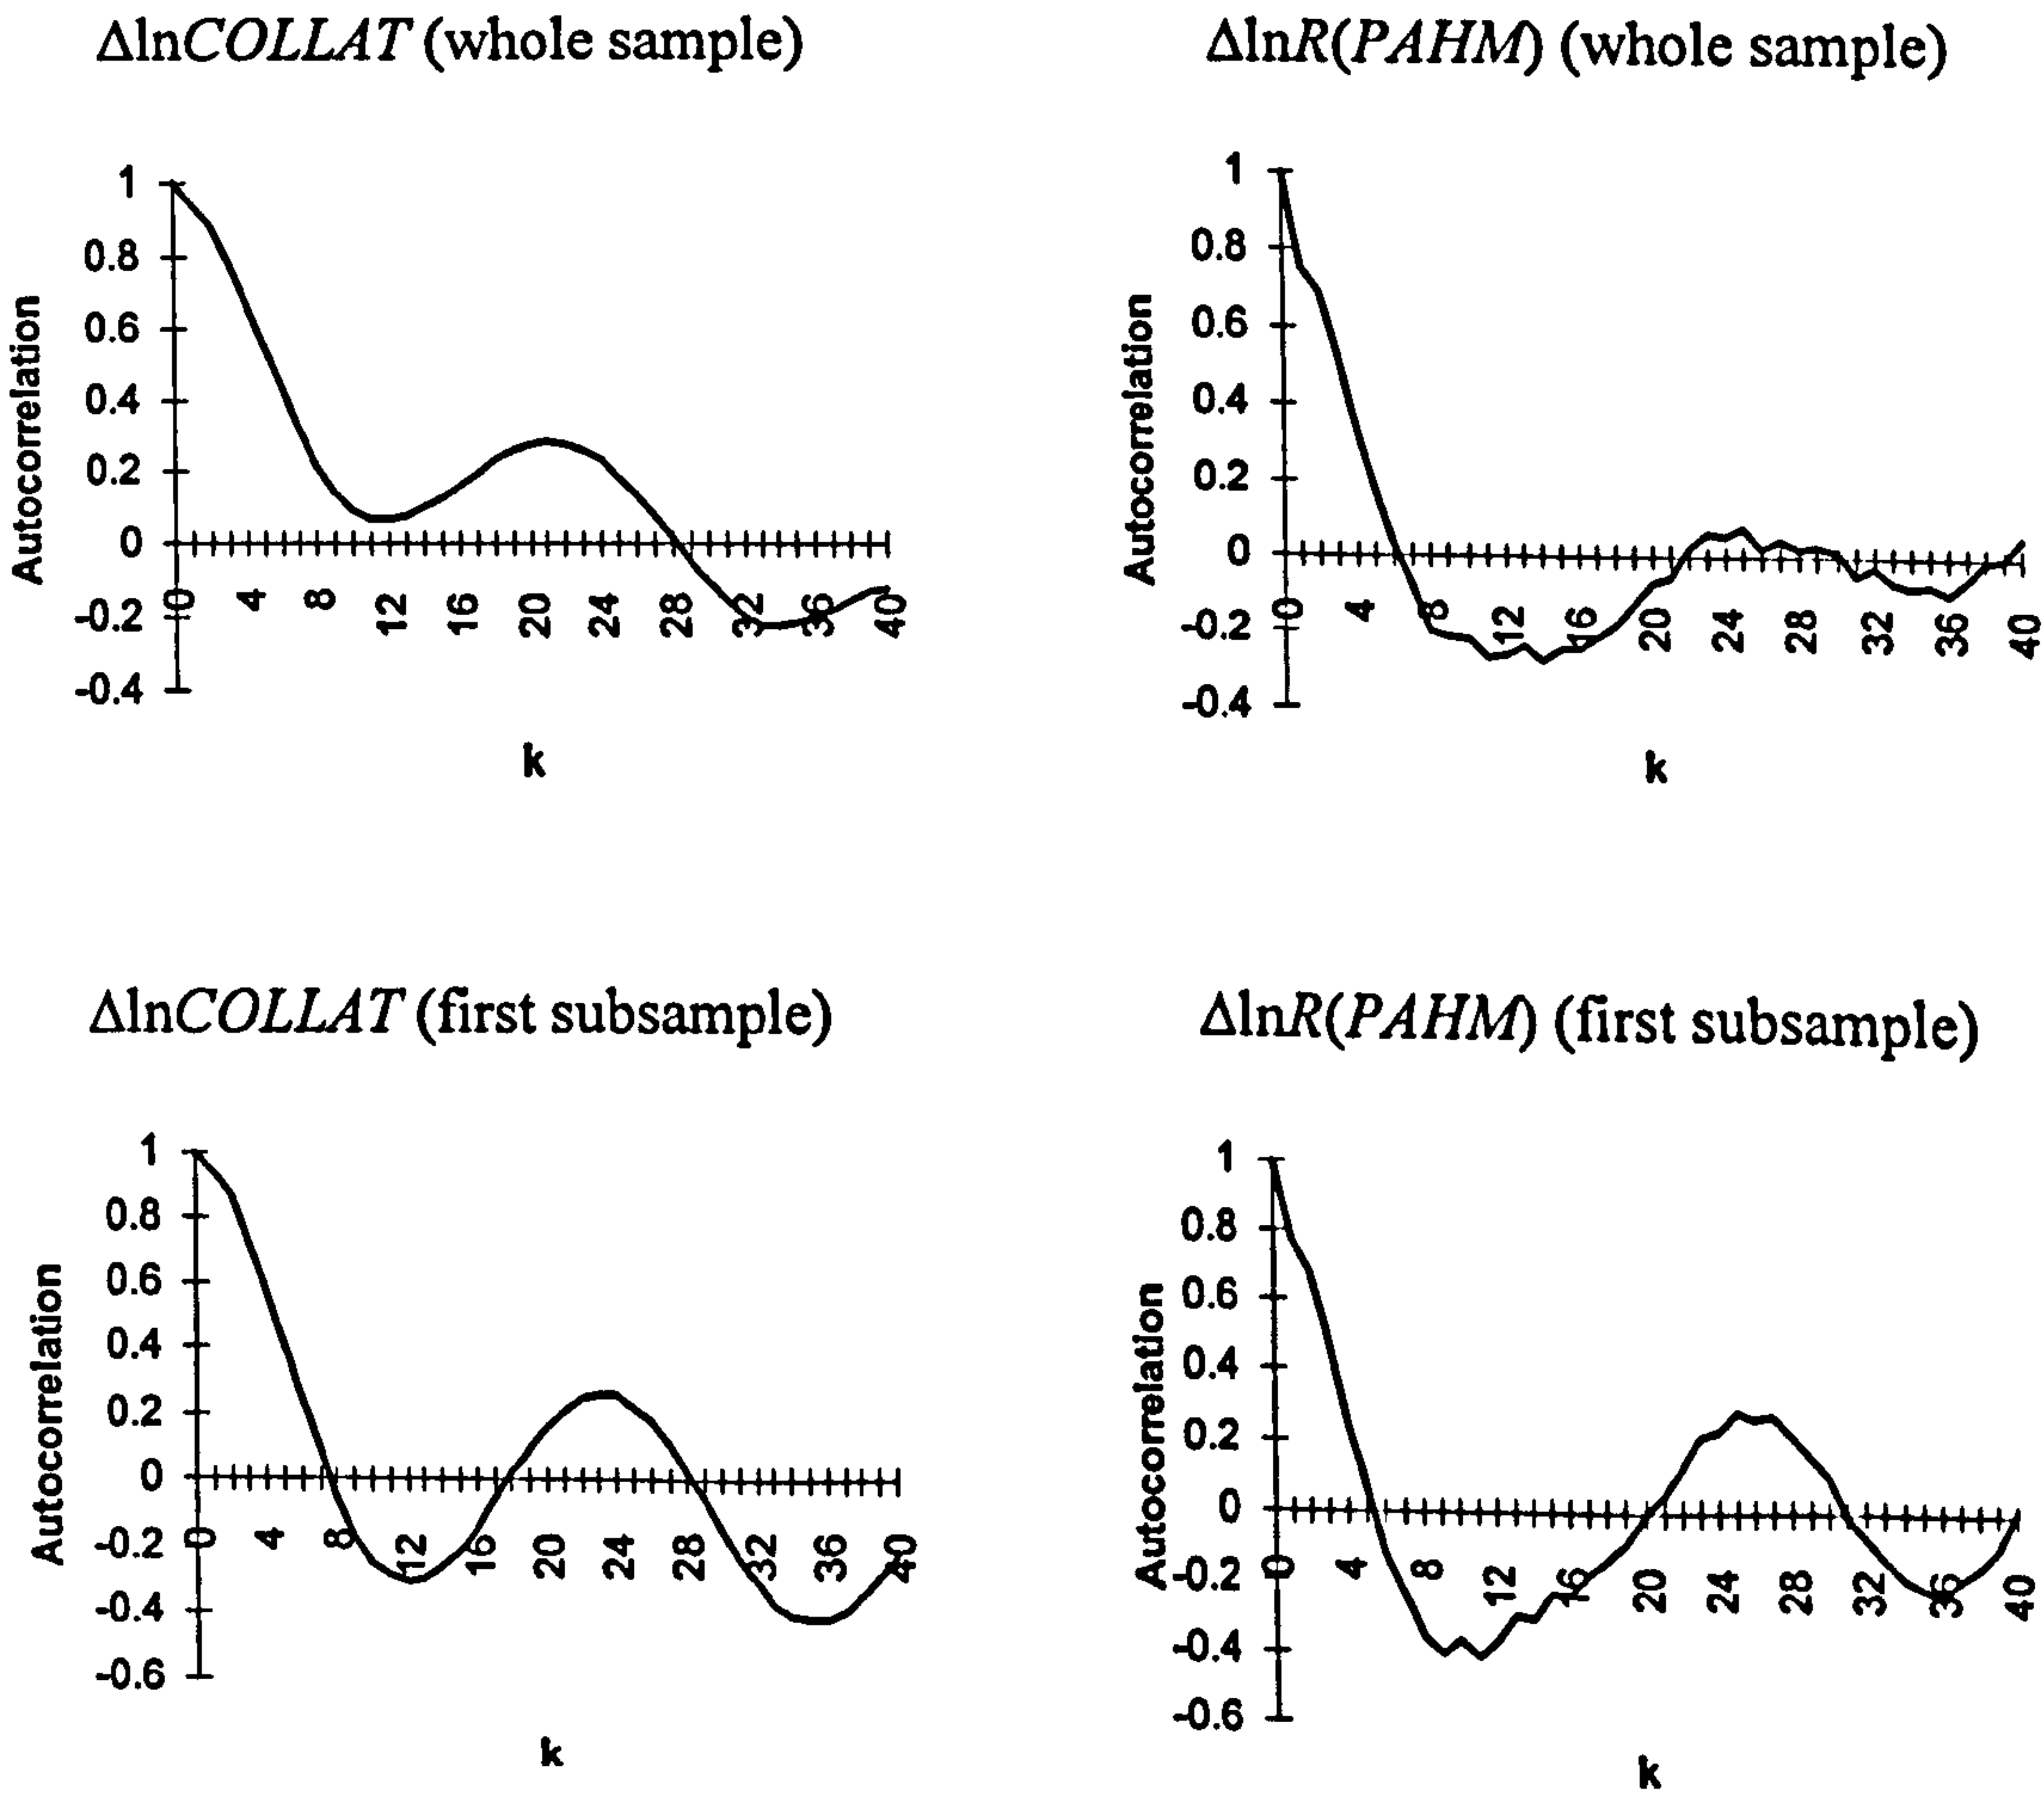 ΔlnCOLLAT (whole sample)
1
0.8
0.6
0.4
0.2
0
-0.2
-0.4
Autocorrelation
0 4 8 12 16 20 24 28 32 36 40
k
ΔlnR(PAHM) (whole sample)
1
0.8
0.6
0.4
0.2
0
-0.2
-0.4
Autocorrelation
0 4 8 12 16 20 24 28 32 36 40
k
ΔlnCOLLAT (first subsample)
1
0.8
0.6
0.4
0.2
0
-0.2
-0.4
-0.6
Autocorrelation
0 4 8 12 16 20 24 28 32 36 40
k
ΔlnR(PAHM) (first subsample)
1
0.8
0.6
0.4
0.2
0
-0.2
-0.4
-0.6
Autocorrelation
0 4 8 12 16 20 24 28 32 36 40
k